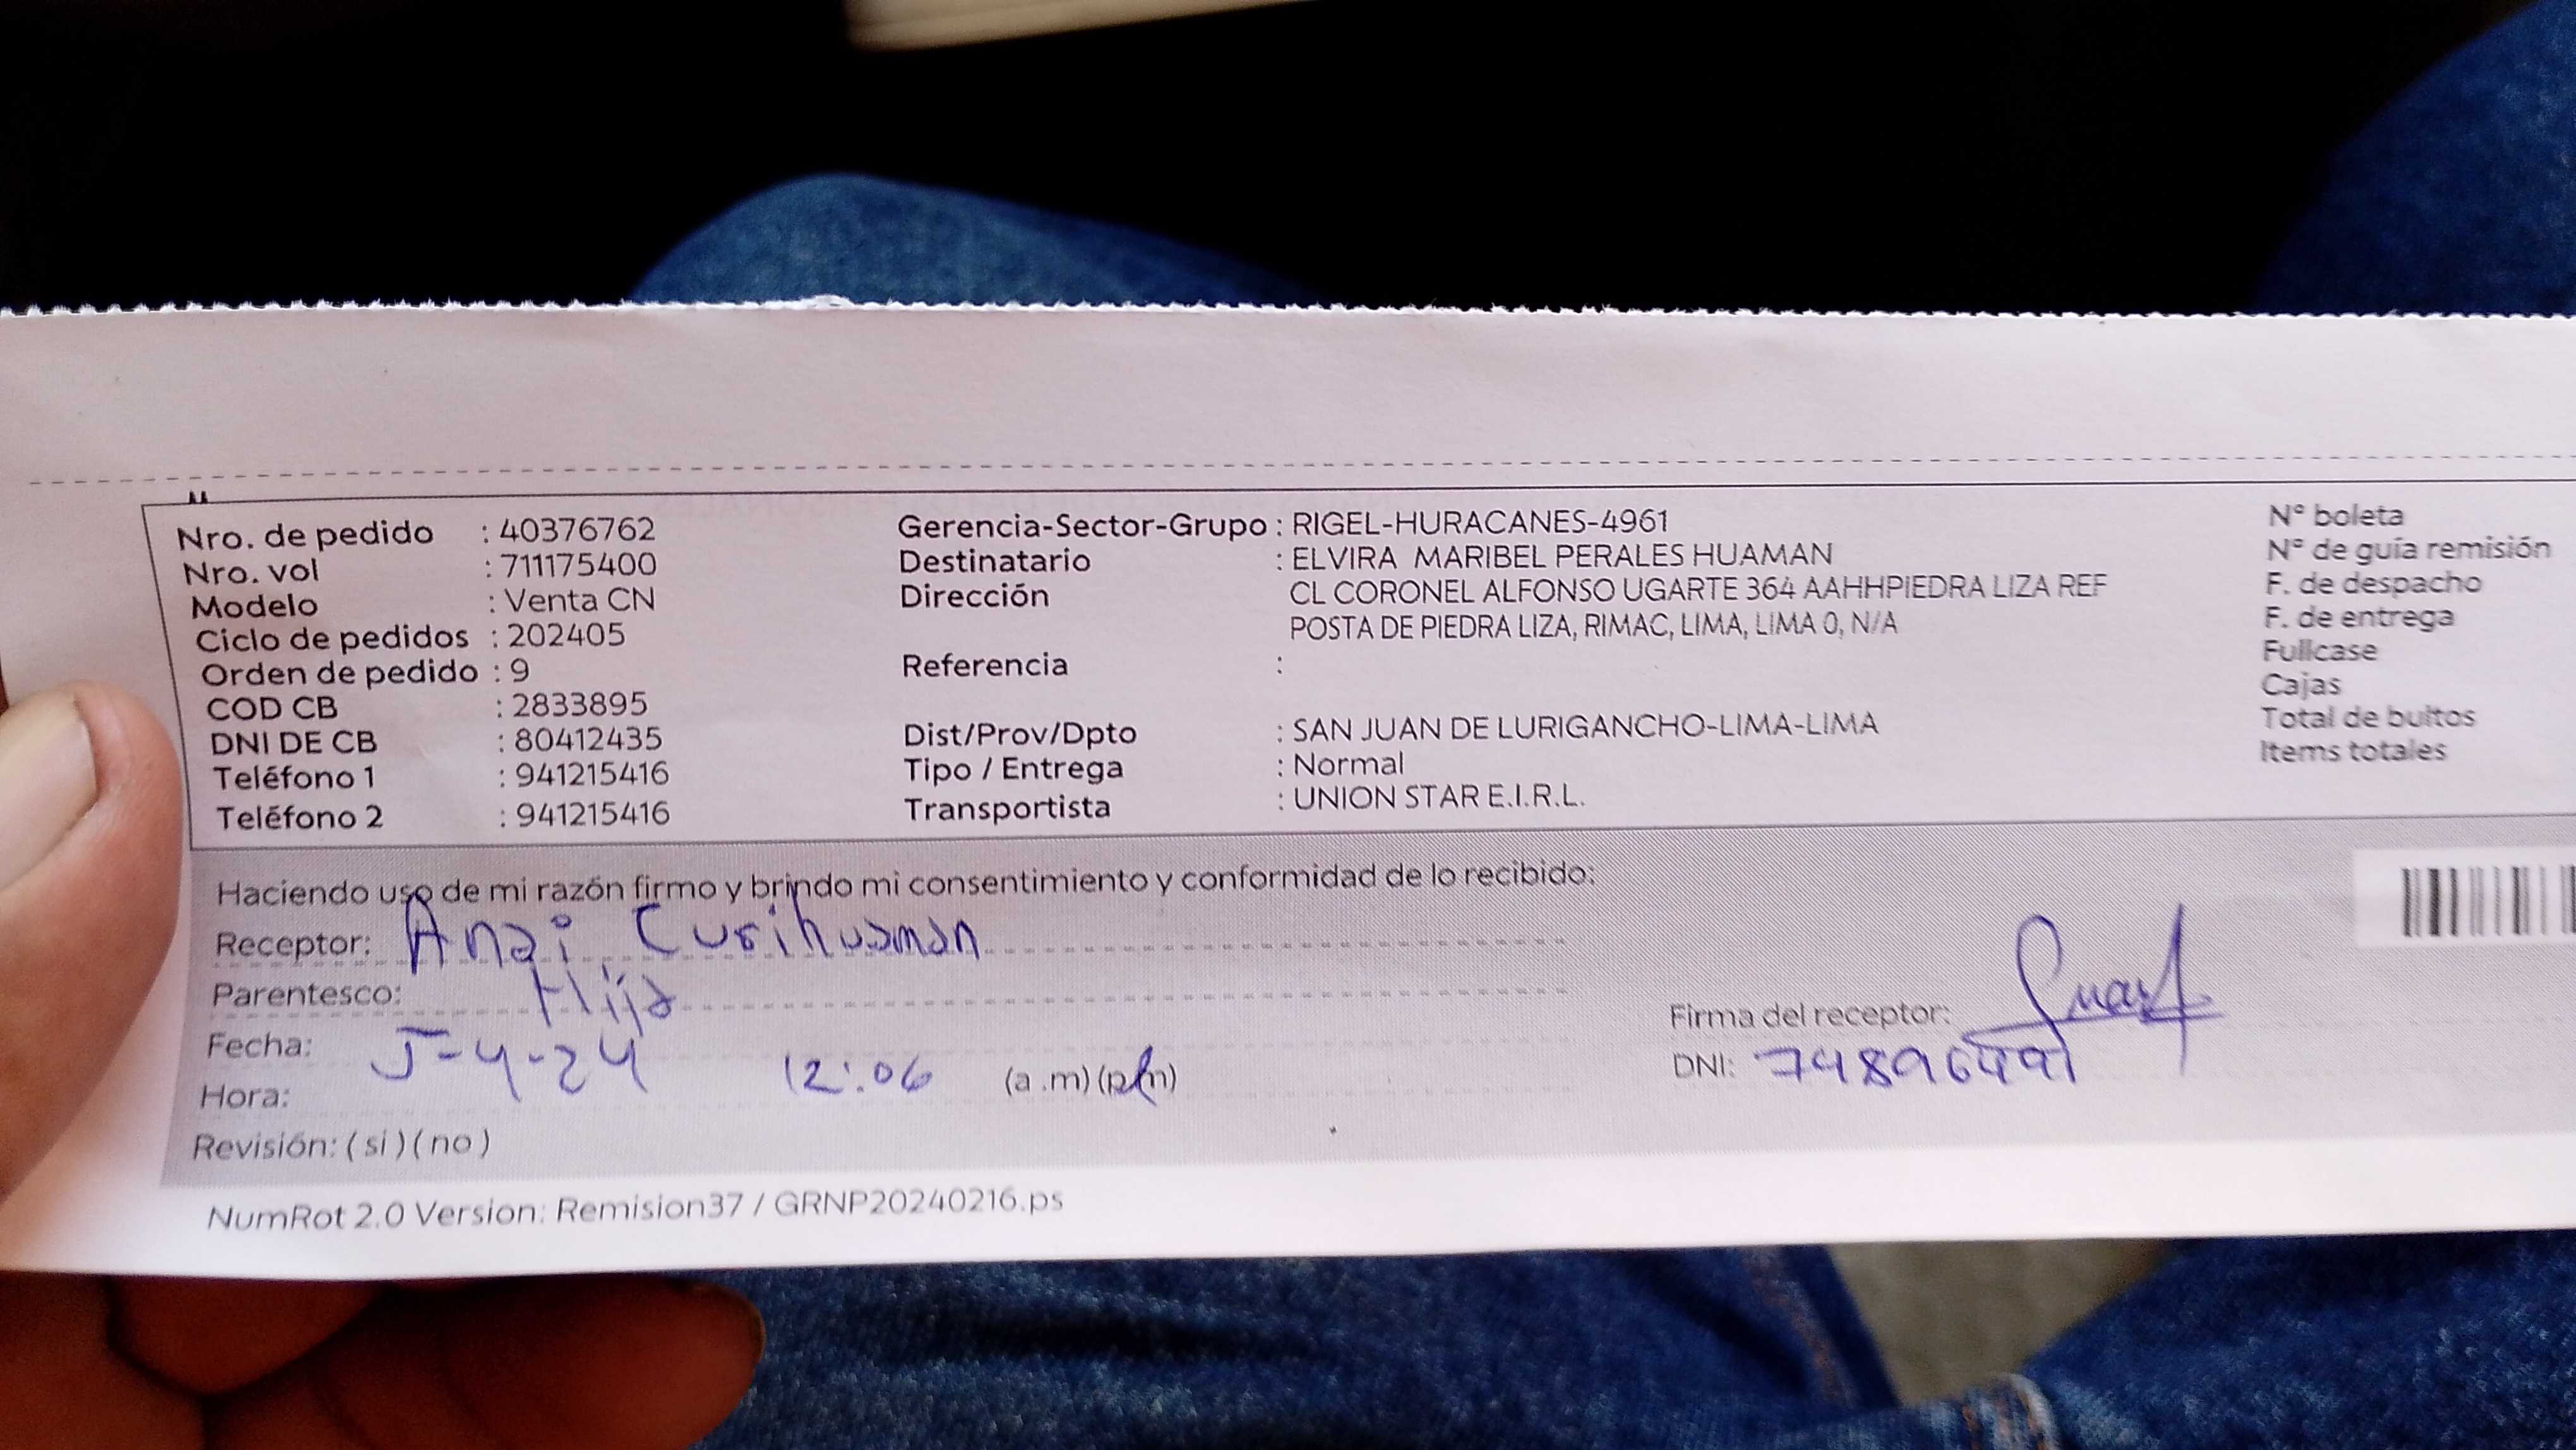 Nro. de pedido : 40376762
Nro. vol : 711175400
Modelo : Venta CN
Ciclo de pedidos : 202405
Orden de pedido : 9
COD CB : 2833895
DNI DE CB : 80412435
Teléfono 1 : 941215416
Teléfono 2 : 941215416
Gerencia-Sector-Grupo : RIGEL-HURACANES-4961
Destinatario : ELVIRA MARIBEL PERALES HUAMAN
Dirección CL CORONEL ALFONSO UGARTE 364 AAHHPIEDRA LIZA REF
POSTA DE PIEDRA LIZA, RIMAC, LIMA, LIMA 0, N/A
Referencia :
Dist/Prov/Dpto : SAN JUAN DE LURIGANCHO-LIMA-LIMA
Tipo / Entrega : Normal
Transportista : UNION STAR E.I.R.L.
N° boleta
N° de guía remisión
F. de despacho
F. de entrega
Fullcase
Cajas
Total de bultos
Items totales
Haciendo uso de mi razón firmo y brindo mi consentimiento y conformidad de lo recibido:
Receptor: Anai Curihuaman
Parentesco: Hija
Fecha: 5-4-24
Hora: 12:06 (a .m) (p.m)
Revisión: ( si ) ( no )
Firma del receptor:
DNI:
NumRot 2.0 Version: Remision37 / GRNP20240216.ps